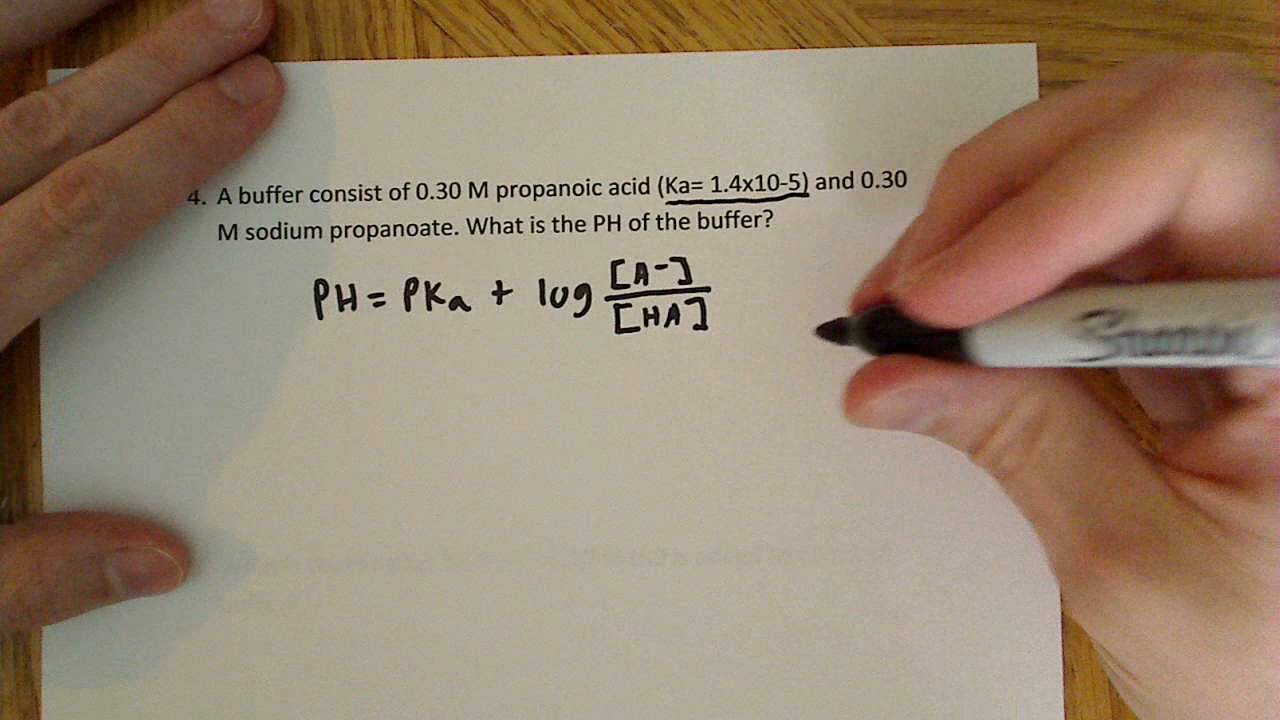 4. A buffer consist of 0.30 M propanoic acid (Ka= 1.4x10-5) and 0.30
M sodium propanoate. What is the PH of the buffer?
PH = PKa + log [A-]
[HA]